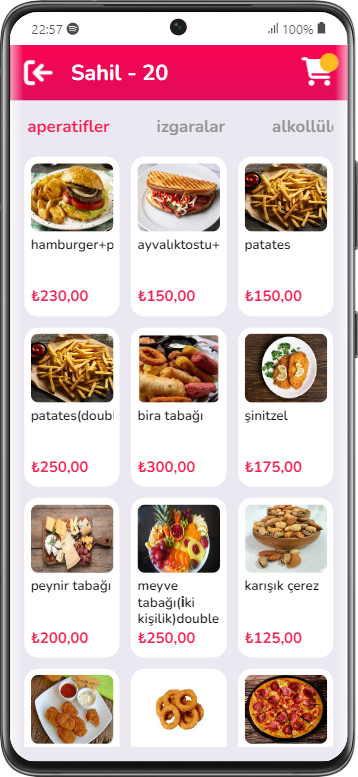 22:57
100%
Sahil - 20
aperatifler
izgaralar
alkollül
hamburger+p
ayvalıktostu+
patates
₺230,00
₺150,00
₺150,00
patates(doubl
bira tabağı
şinitzel
₺250,00
₺300,00
₺175,00
peynir tabağı
meyve
tabağı(iki
kişilik)double
karışık çerez
₺200,00
₺250,00
₺125,00